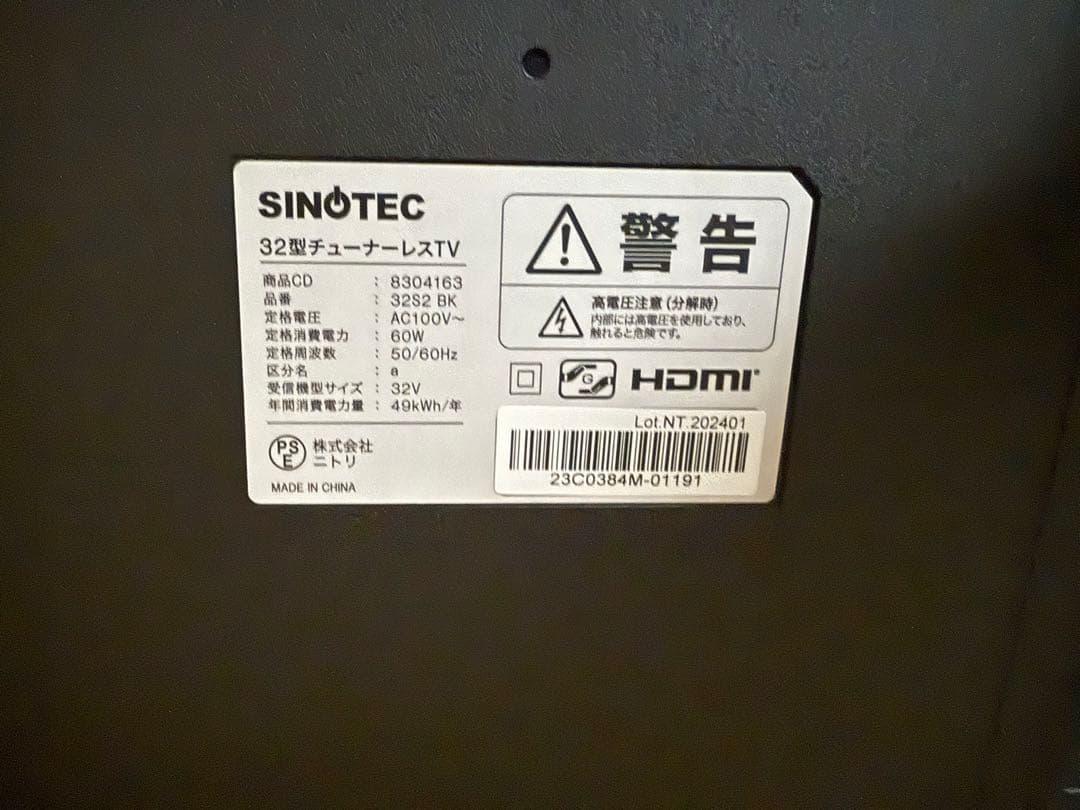 SINOTEC
32型チューナーレスTV
商品CD : 8304163
品番 : 32S2 BK
定格電圧 : AC100V～
定格消費電力 : 60W
定格周波数 : 50/60Hz
区分名 : a
受信機型サイズ : 32V
年間消費電力量 : 49kWh/年
PSE 株式会社
ニトリ
MADE IN CHINA
警告
高電圧注意（分解時）
内部には高電圧を使用しており、
触れると危険です。
G HDMI
Lot.NT.202401
23C0384M-01191